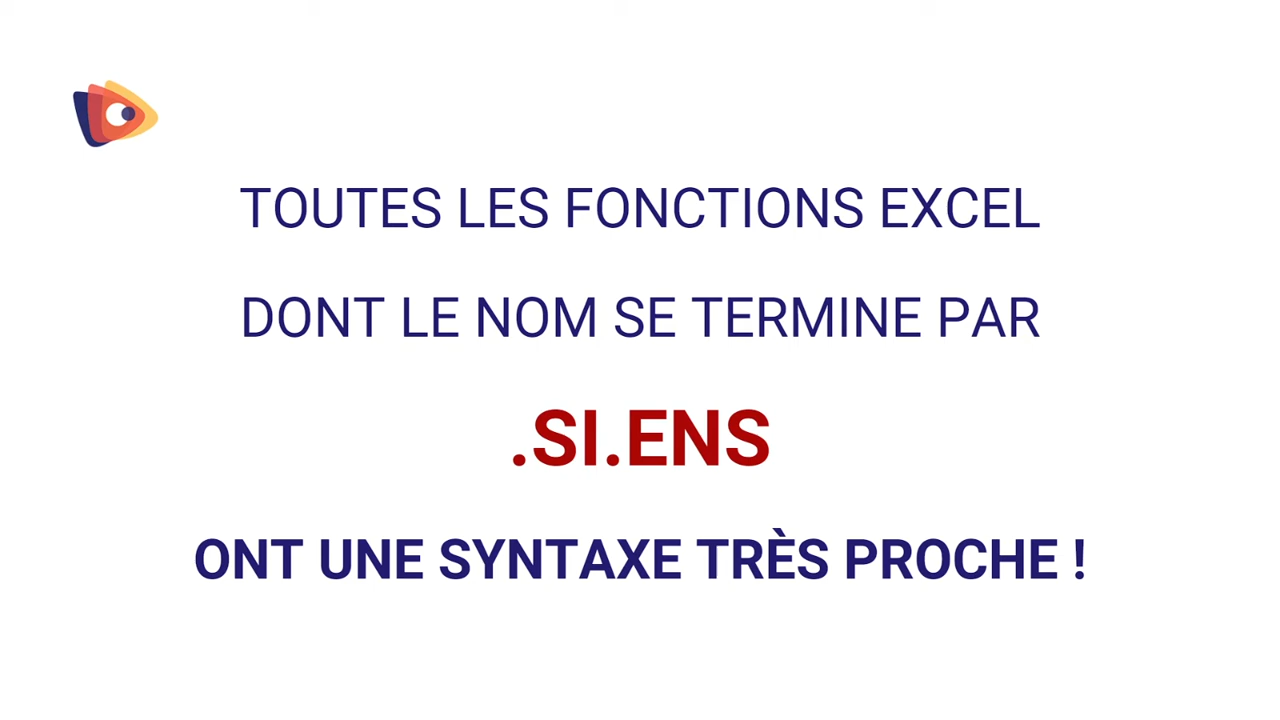 TOUTES LES FONCTIONS EXCEL
DONT LE NOM SE TERMINE PAR
.SI.ENS
ONT UNE SYNTAXE TRÈS PROCHE !